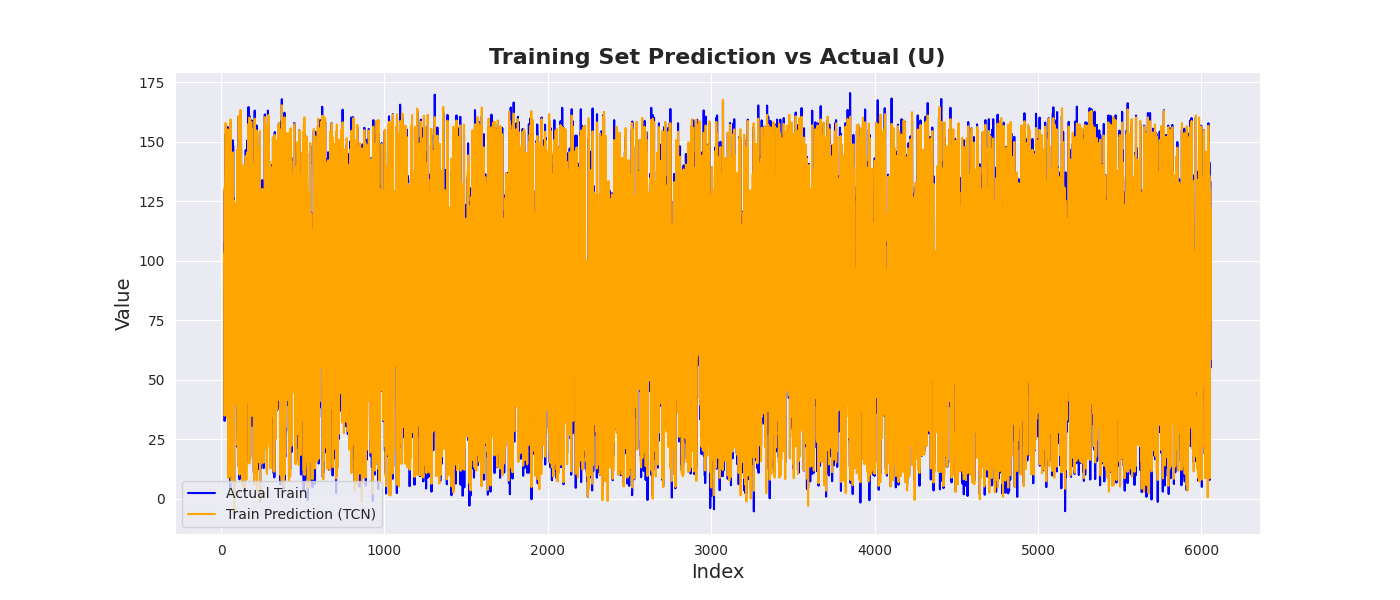 Training Set Prediction vs Actual (U)
175
150
125
100
75
50
25
0
Value
Actual Train
Train Prediction (TCN)
0 1000 2000 3000 4000 5000 6000
Index